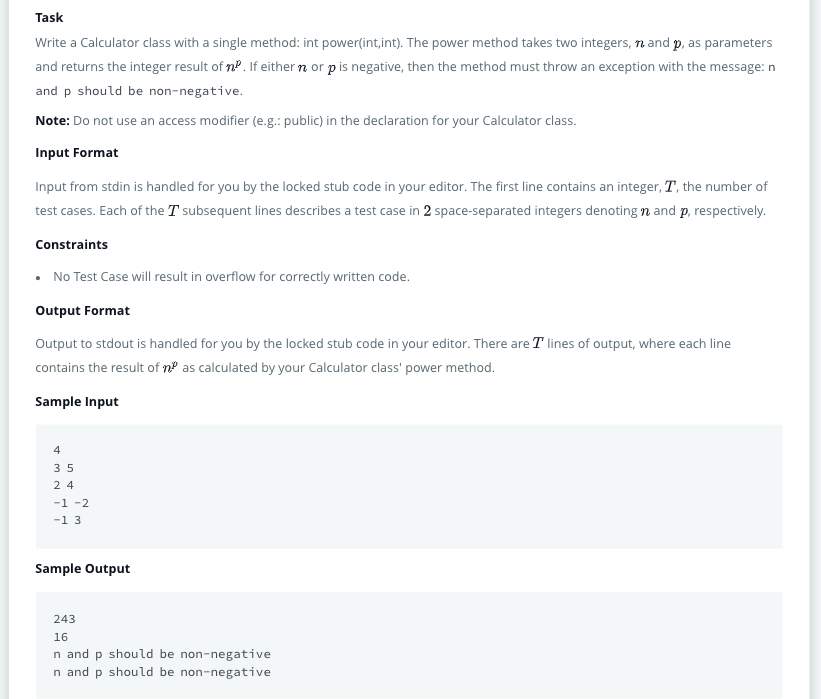 Task
Write a Calculator class with a single method: int power(int,int). The power method takes two integers, n and p, as parameters
and returns the integer result of nᵖ. If either n or p is negative, then the method must throw an exception with the message: n
and p should be non-negative.
Note: Do not use an access modifier (e.g.: public) in the declaration for your Calculator class.
Input Format
Input from stdin is handled for you by the locked stub code in your editor. The first line contains an integer, T, the number of
test cases. Each of the T subsequent lines describes a test case in 2 space-separated integers denoting n and p, respectively.
Constraints
• No Test Case will result in overflow for correctly written code.
Output Format
Output to stdout is handled for you by the locked stub code in your editor. There are T lines of output, where each line
contains the result of nᵖ as calculated by your Calculator class' power method.
Sample Input
4
3 5
2 4
-1 -2
-1 3
Sample Output
243
16
n and p should be non-negative
n and p should be non-negative